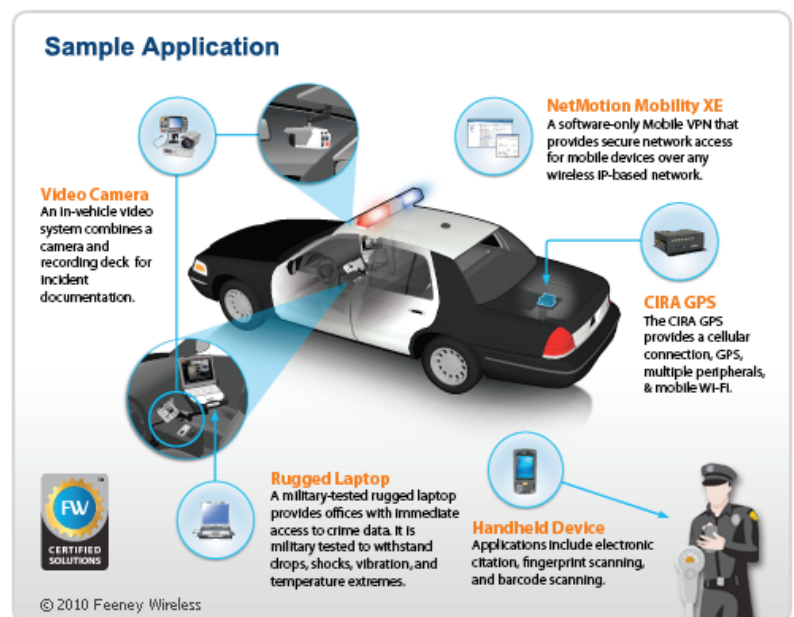 Sample Application
NetMotion Mobility XE
A software-only Mobile VPN that
provides secure network access
for mobile devices over any
wireless IP-based network.
Video Camera
An in-vehicle video
system combines a
camera and
recording deck for
incident
documentation.
CIRA GPS
The CIRA GPS
provides a cellular
connection, GPS,
multiple peripherals,
& mobile Wi-Fi.
Rugged Laptop
A military-tested rugged laptop
provides offices with immediate
access to crime data. It is
military tested to withstand
drops, shocks, vibration, and
temperature extremes.
Handheld Device
Applications include electronic
citation, fingerprint scanning,
and barcode scanning.
FW
CERTIFIED
SOLUTIONS
© 2010 Feeney Wireless